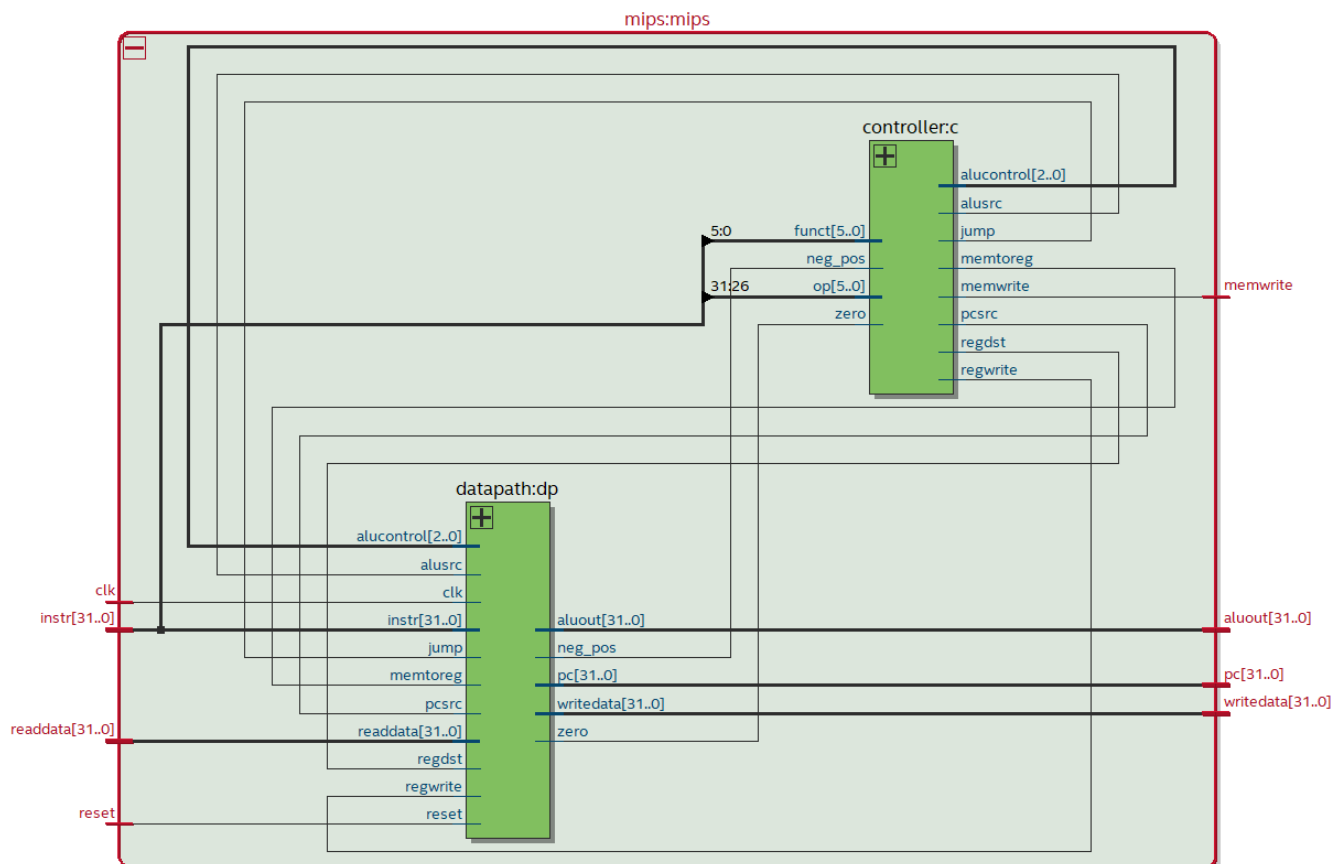 mips:mips
controller:c
alucontrol[2..0]
alusrc
5:0
funct[5..0]
jump
neg_pos
memtoreg
31:26
op[5..0]
memwrite
memwrite
zero
pcsrc
regdst
regwrite
datapath:dp
alucontrol[2..0]
alusrc
clk
clk
instr[31..0]
instr[31..0]
aluout[31..0]
aluout[31..0]
jump
neg_pos
memtoreg
pc[31..0]
pc[31..0]
pcsrc
writedata[31..0]
writedata[31..0]
readdata[31..0]
readdata[31..0]
zero
regdst
regwrite
reset
reset